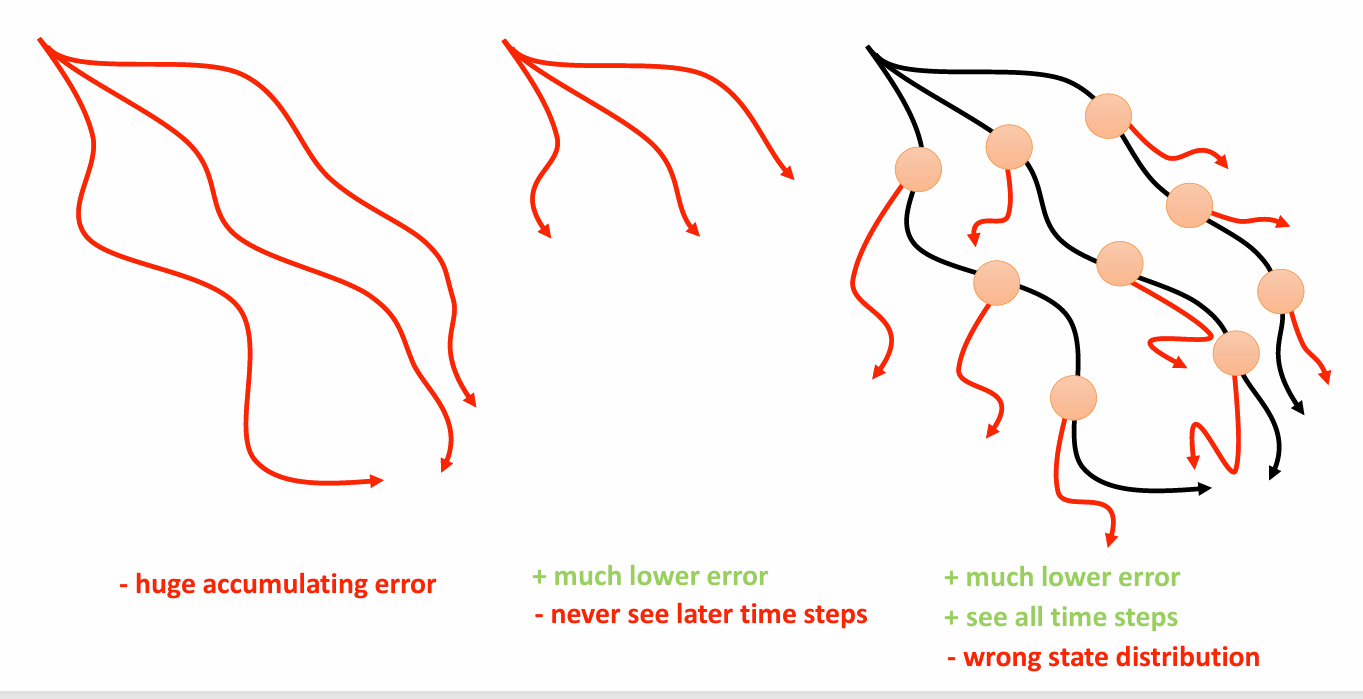 - huge accumulating error
+ much lower error
- never see later time steps
+ much lower error
+ see all time steps
- wrong state distribution